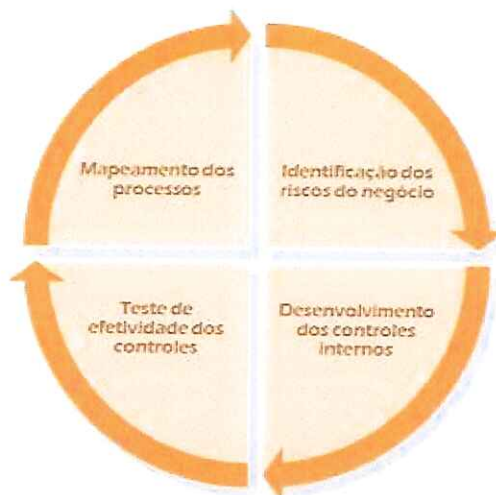 Mapeamento dos
processos
Identificação dos
riscos do negócio
Teste de
efetividade dos
controles
Desenvolvimento
dos controles
internos